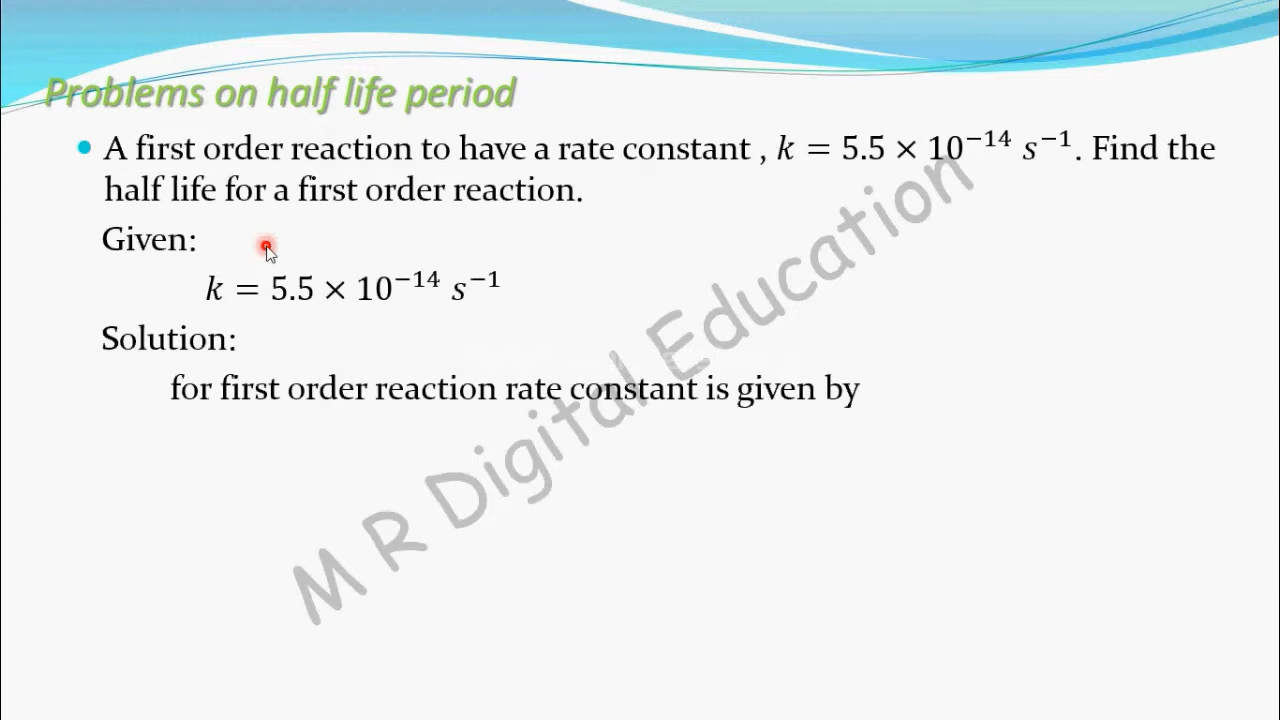 Problems on half life period
• A first order reaction to have a rate constant , k = 5.5 × 10⁻¹⁴ s⁻¹. Find the
half life for a first order reaction.
Given:
k = 5.5 × 10⁻¹⁴ s⁻¹
Solution:
for first order reaction rate constant is given by
M R Digital Education